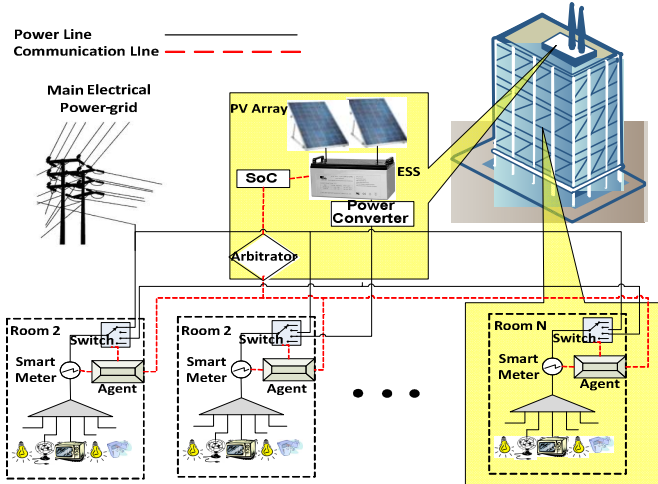 Power Line
Communication LIne
Main Electrical
Power-grid
PV Array
ESS
SoC
Power
Converter
Arbitrator
Room 2
Switch
Smart
Meter
Agent
Room 2
Switch
Smart
Meter
Agent
Room N
Switch
Smart
Meter
Agent